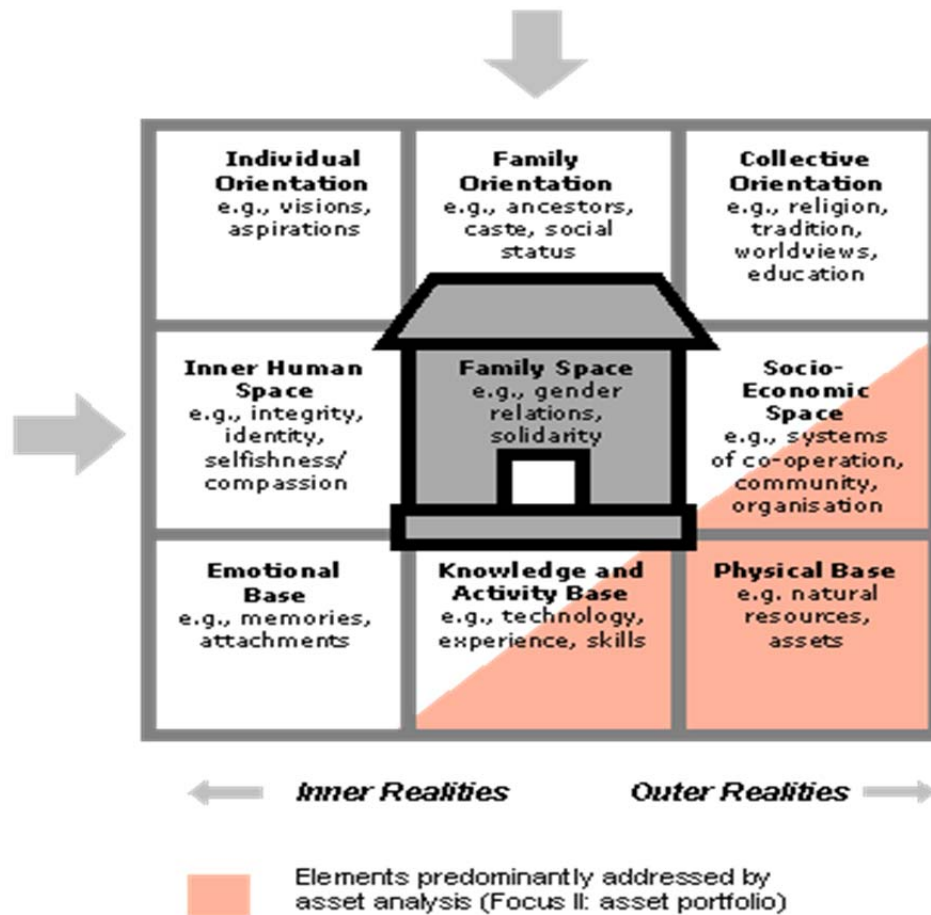 Individual
Orientation
e.g., visions,
aspirations
Family
Orientation
e.g., ancestors,
caste, social
status
Collective
Orientation
e.g., religion,
tradition,
worldviews,
education
Inner Human
Space
e.g., integrity,
identity,
selfishness/
compassion
Family Space
e.g., gender
relations,
solidarity
Socio-
Economic
Space
e.g., systems
of co-operation,
community,
organisation
Emotional
Base
e.g., memories,
attachments
Knowledge and
Activity Base
e.g., technology,
experience, skills
Physical Base
e.g. natural
resources,
assets
Inner Realities
Outer Realities
Elements predominantly addressed by
asset analysis (Focus II: asset portfolio)